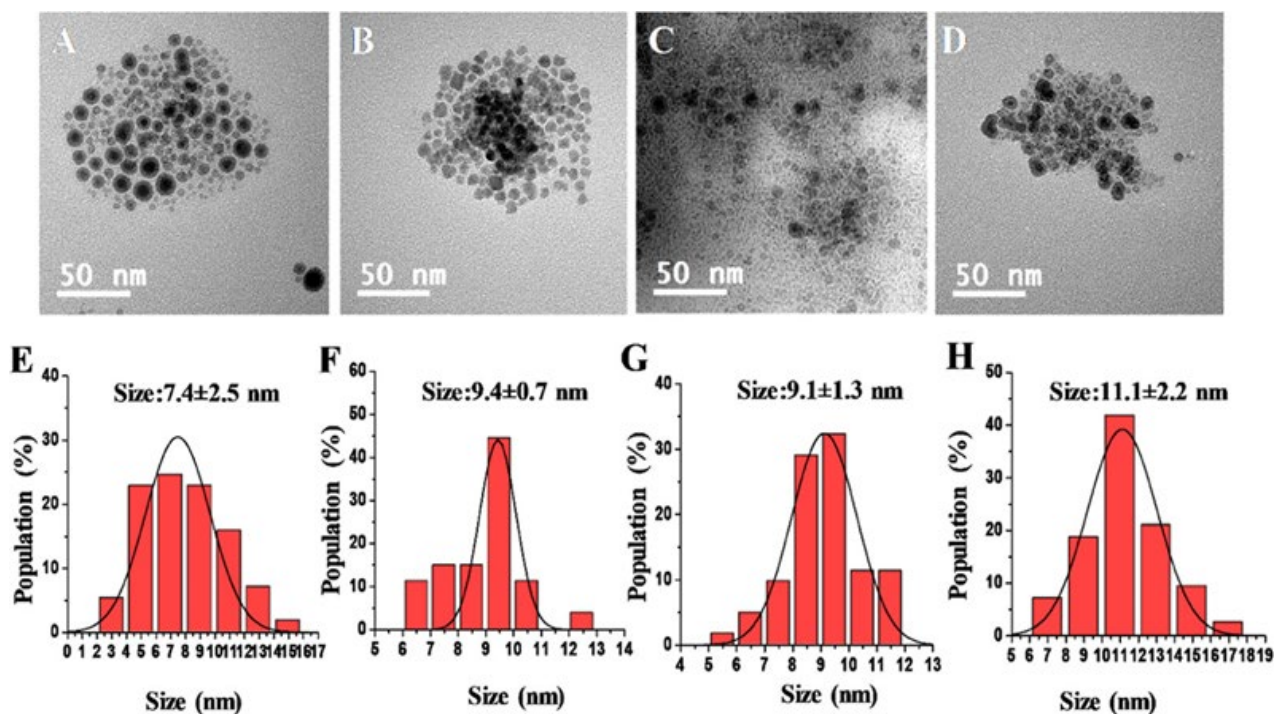 A
B
C
D
50 nm
50 nm
50 nm
50 nm
E
F
G
H
Size:7.4±2.5 nm
Size:9.4±0.7 nm
Size:9.1±1.3 nm
Size:11.1±2.2 nm
Population (%)
40
30
20
10
0
0 1 2 3 4 5 6 7 8 9 10 11 12 13 14 15 16 17
Size (nm)
Population (%)
60
50
40
30
20
10
0
5 6 7 8 9 10 11 12 13 14
Size (nm)
Population (%)
40
30
20
10
0
4 5 6 7 8 9 10 11 12 13
Size (nm)
Population (%)
50
40
30
20
10
0
5 6 7 8 9 10 11 12 13 14 15 16 17 18 19
Size (nm)